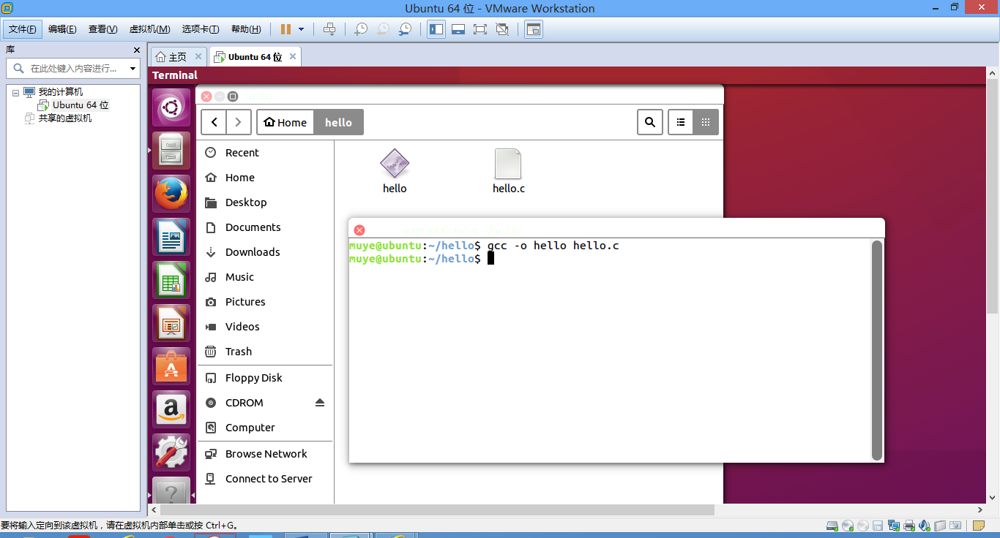 Ubuntu 64 位 - VMware Workstation
文件(F) 编辑(E) 查看(V) 虚拟机(M) 选项卡(T) 帮助(H)
库
在此处键入内容进行...
我的计算机
Ubuntu 64 位
共享的虚拟机
主页
Ubuntu 64 位
Terminal
Home hello
Recent
Home
Desktop
Documents
Downloads
Music
Pictures
Videos
Trash
Floppy Disk
CDROM
Computer
Browse Network
Connect to Server
hello
hello.c
muye@ubuntu:~/hello$ gcc -o hello hello.c
muye@ubuntu:~/hello$
要将输入定向到该虚拟机，请在虚拟机内部单击或按 Ctrl+G。